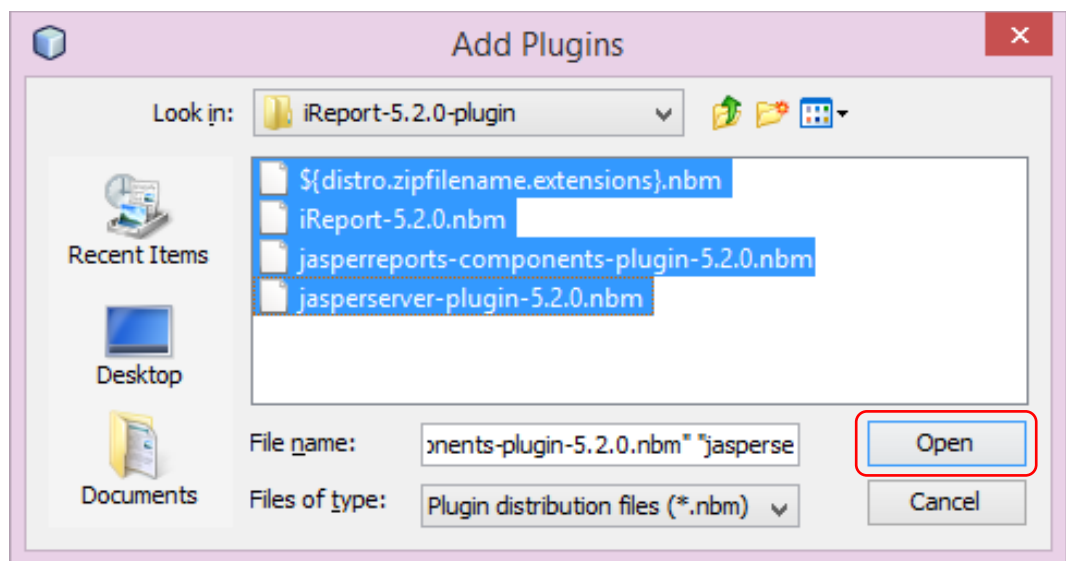 Add Plugins
Look in: iReport-5.2.0-plugin
${distro.zipfilename.extensions}.nbm
iReport-5.2.0.nbm
jasperreports-components-plugin-5.2.0.nbm
jasperserver-plugin-5.2.0.nbm
Recent Items
Desktop
Documents
File name: onents-plugin-5.2.0.nbm" "jasperse Open
Files of type: Plugin distribution files (*.nbm) Cancel